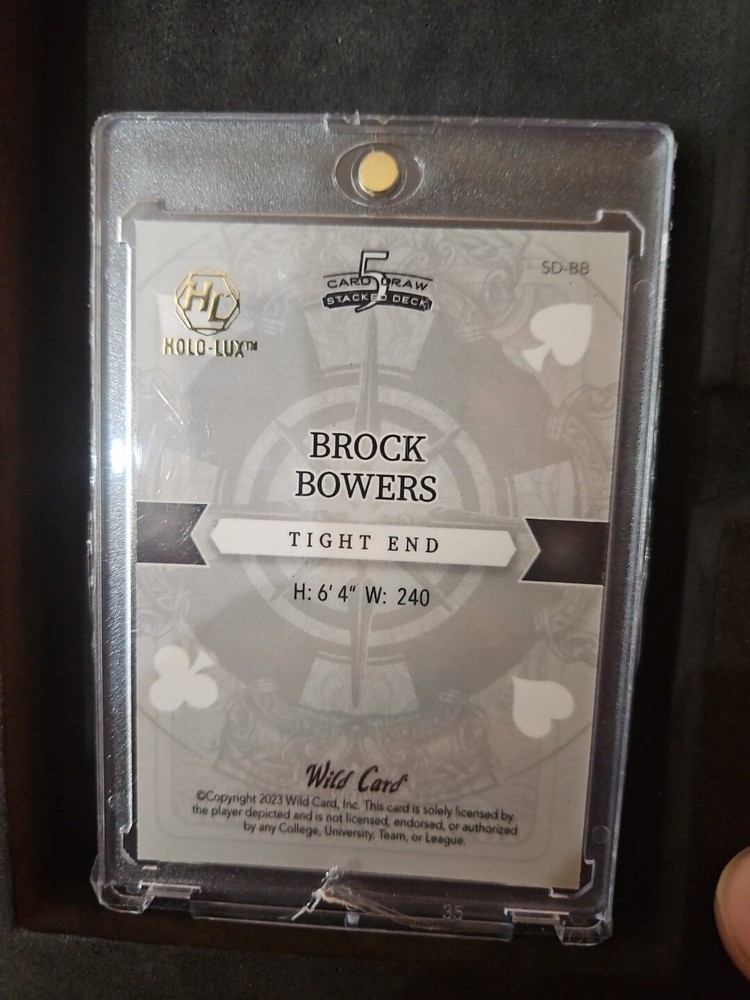 5
CARD DRAW
STACKED DECK
SD-BB
HL
HOLO-LUX™
BROCK
BOWERS
TIGHT END
H: 6' 4" W: 240
Wild Card
©Copyright 2023 Wild Card, Inc. This card is solely licensed by
the player depicted and is not licensed, endorsed, or authorized
by any College, University, Team, or League.
35